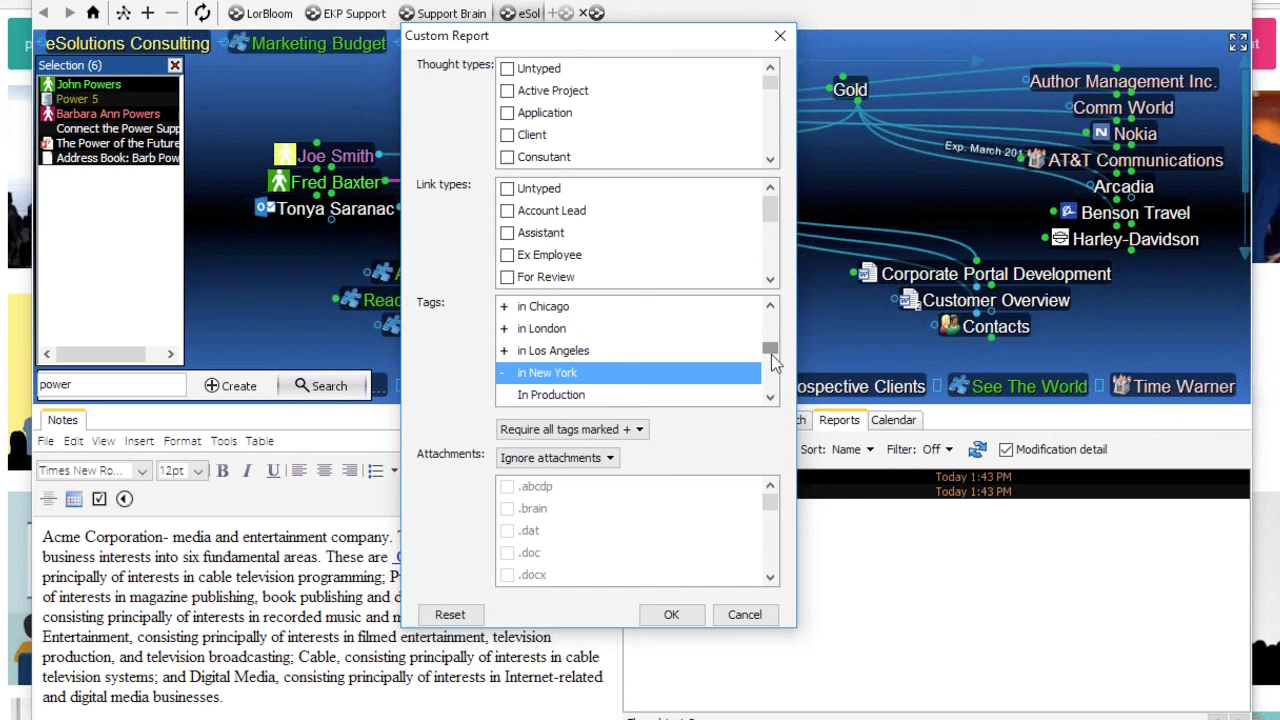 LorBloom
EKP Support
Support Brain
eSol
eSolutions Consulting
Marketing Budget
Selection (6)
John Powers
Power 5
Barbara Ann Powers
Connect the Power Supp
The Power of the Future
Address Book: Barb Pow
Joe Smith
Fred Baxter
Tonya Saranac
Read
power
Create
Search
Custom Report
Thought types:
Untyped
Active Project
Application
Client
Consutant
Link types:
Untyped
Account Lead
Assistant
Ex Employee
For Review
Tags:
+ in Chicago
+ in London
+ in Los Angeles
- in New York
In Production
Require all tags marked +
Attachments:
Ignore attachments
.abcdp
.brain
.dat
.doc
.docx
Reset
OK
Cancel
Gold
Exp. March 201
Author Management Inc.
Comm World
Nokia
AT&T Communications
Arcadia
Benson Travel
Harley-Davidson
Corporate Portal Development
Customer Overview
Contacts
ospective Clients
See The World
Time Warner
Notes
File Edit View Insert Format Tools Table
Times New Ro...
12pt
B I U
Acme Corporation- media and entertainment company. T
business interests into six fundamental areas. These are
principally of interests in cable television programming; P
of interests in magazine publishing, book publishing and d
consisting principally of interests in recorded music and m
Entertainment, consisting principally of interests in filmed entertainment, television
production, and television broadcasting; Cable, consisting principally of interests in cable
television systems; and Digital Media, consisting principally of interests in Internet-related
and digital media businesses.
ch
Reports
Calendar
Sort: Name
Filter: Off
Modification detail
Today 1:43 PM
Today 1:43 PM